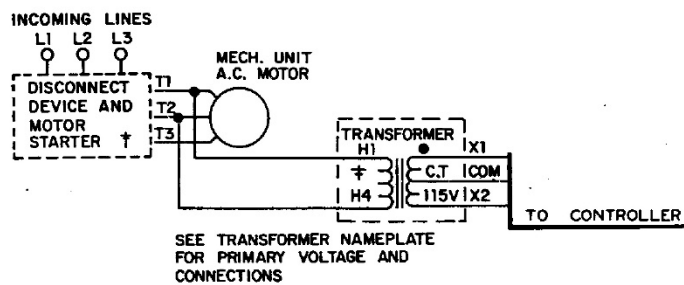 INCOMING LINES
L1 L2 L3
MECH. UNIT
A.C. MOTOR
DISCONNECT
DEVICE AND
MOTOR
STARTER
T1
T2
T3
TRANSFORMER
H1
H4
C.T
115V
X1
COM
X2
TO CONTROLLER
SEE TRANSFORMER NAMEPLATE
FOR PRIMARY VOLTAGE AND
CONNECTIONS